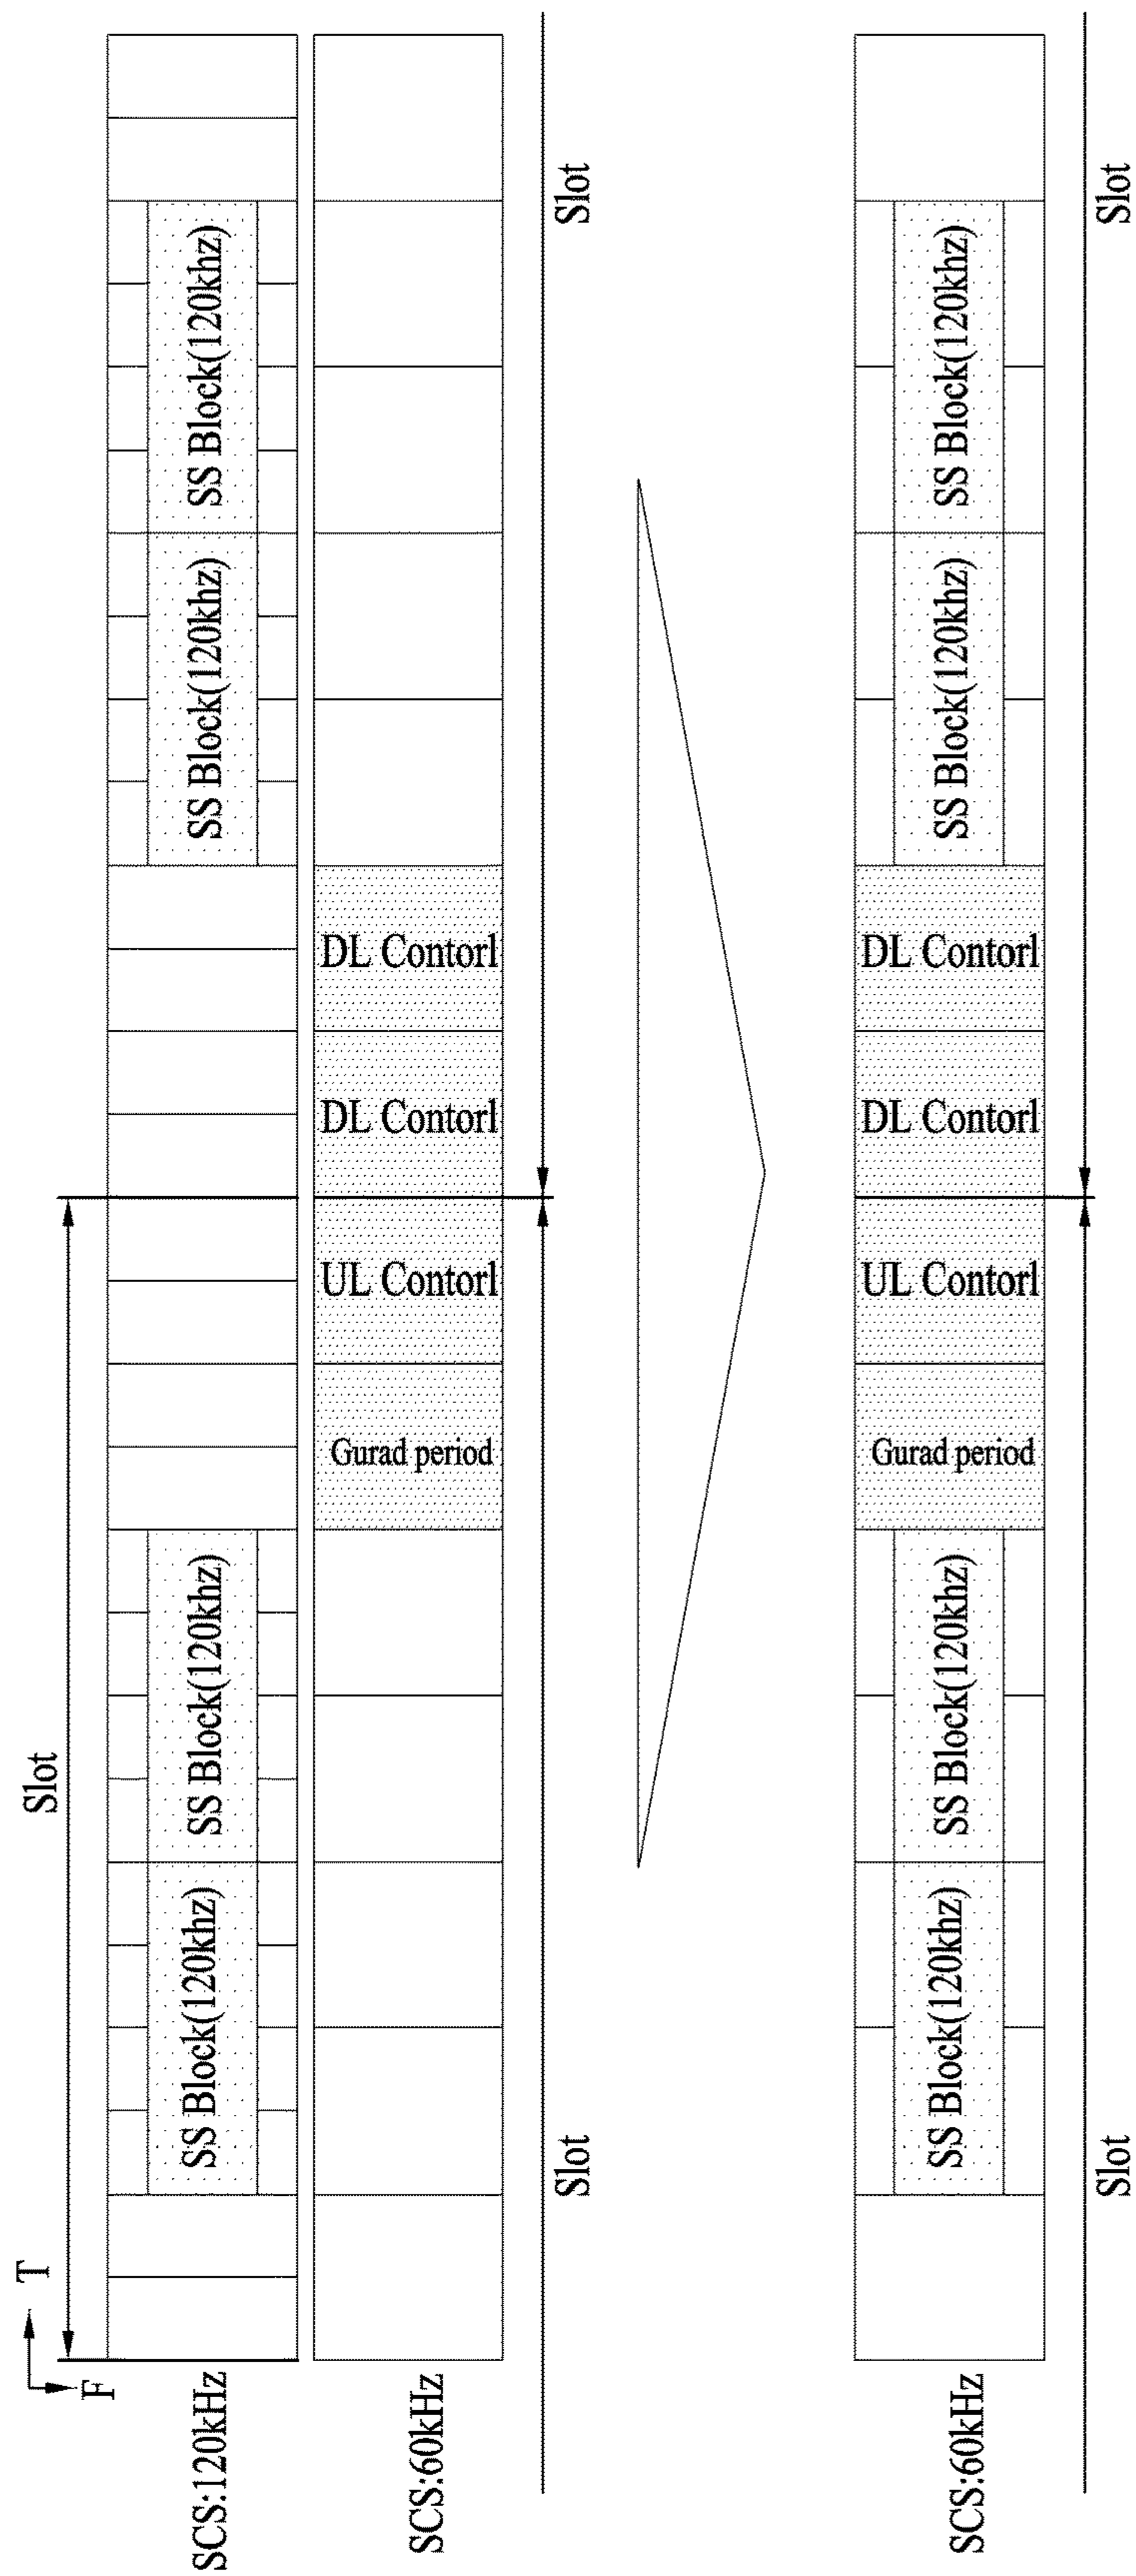 T
Slot
F
SCS:120kHz
SS Block(120khz)
SS Block(120khz)
SS Block(120khz)
SS Block(120khz)
SCS:60kHz
Gurad period
UL Contorl
DL Contorl
DL Contorl
Slot
Slot
SCS:60kHz
SS Block(120khz)
SS Block(120khz)
Gurad period
UL Contorl
DL Contorl
DL Contorl
SS Block(120khz)
SS Block(120khz)
Slot
Slot